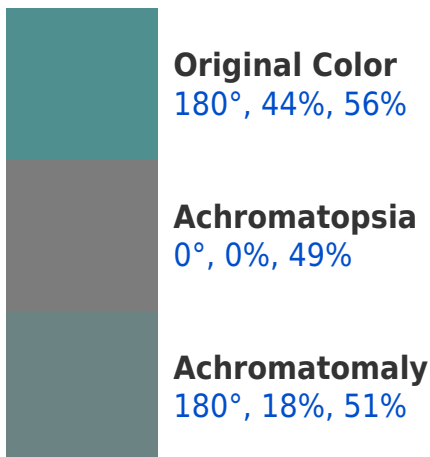 Original Color
180°, 44%, 56%
Achromatopsia
0°, 0%, 49%
Achromatomaly
180°, 18%, 51%